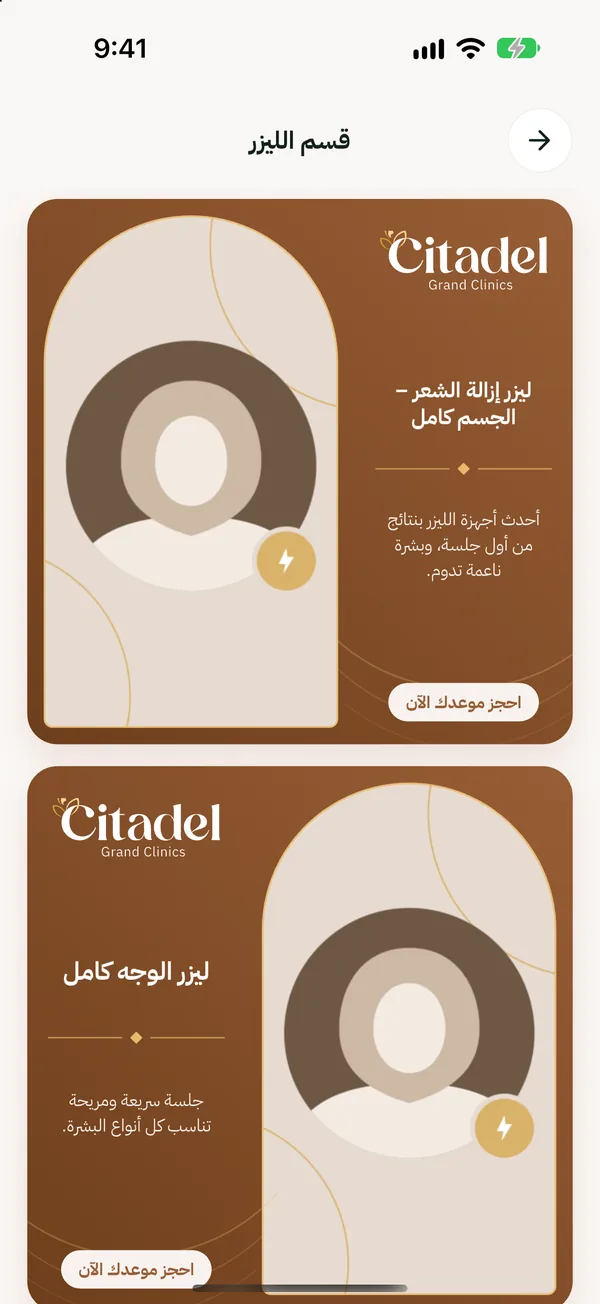 9:41
قسم الليزر
Citadel
Grand Clinics
ليزر إزالة الشعر –
الجسم كامل
أحدث أجهزة الليزر بنتائج
من أول جلسة، وبشرة
ناعمة تدوم.
احجز موعدك الآن
Citadel
Grand Clinics
ليزر الوجه كامل
جلسة سريعة ومريحة
تناسب كل أنواع البشرة.
احجز موعدك الآن